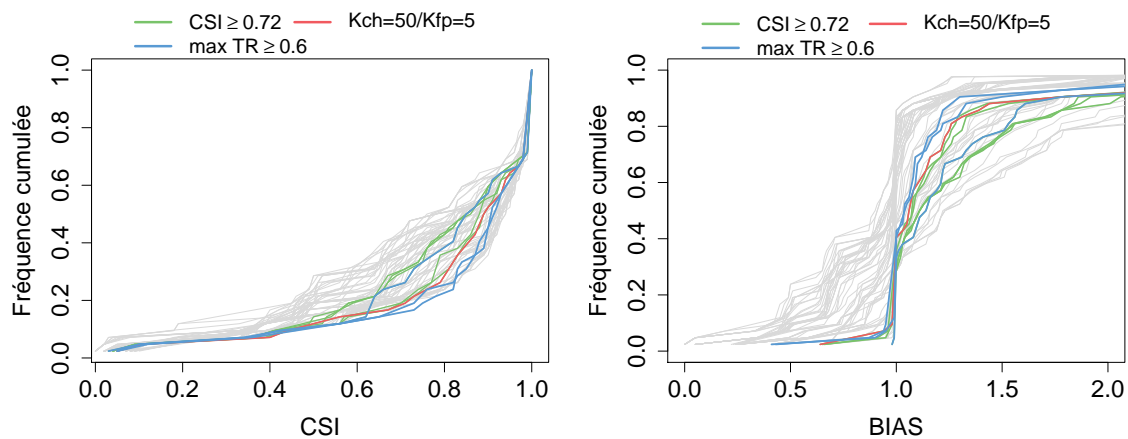 CSI ≥ 0.72 Kch=50/Kfp=5
max TR ≥ 0.6
Fréquence cumulée
1.0
0.8
0.6
0.4
0.2
0.0
0.0 0.2 0.4 0.6 0.8 1.0
CSI
CSI ≥ 0.72 Kch=50/Kfp=5
max TR ≥ 0.6
Fréquence cumulée
1.0
0.8
0.6
0.4
0.2
0.0
0.0 0.5 1.0 1.5 2.0
BIAS